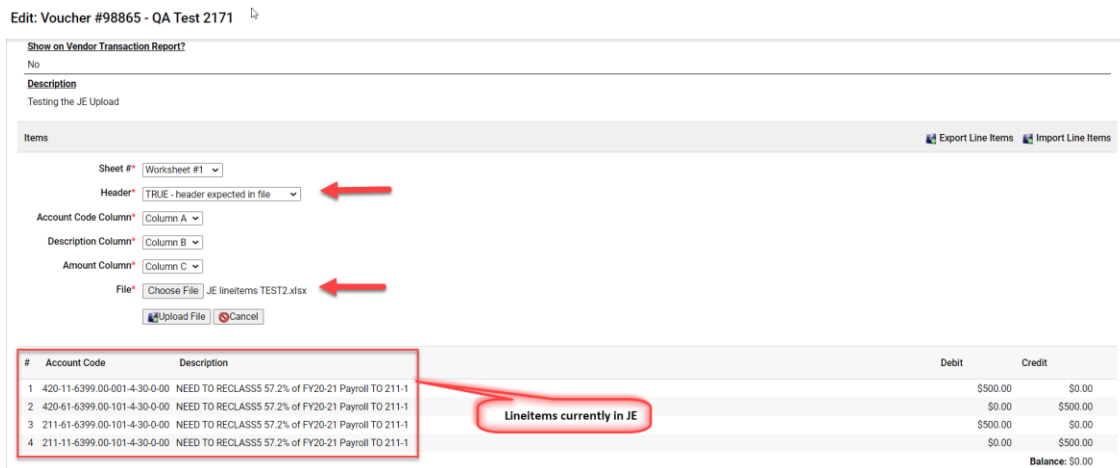 Edit: Voucher #98865 - QA Test 2171
Show on Vendor Transaction Report?
No
Description
Testing the JE Upload
Items Export Line Items Import Line Items
Sheet #* Worksheet #1
Header* TRUE - header expected in file
Account Code Column* Column A
Description Column* Column B
Amount Column* Column C
File* Choose File JE lineitems TEST2.xlsx
Upload File Cancel
# Account Code Description Debit Credit
1 420-11-6399.00-001-4-30-0-00 NEED TO RECLASS5 57.2% of FY20-21 Payroll TO 211-1 $500.00 $0.00
2 420-61-6399.00-101-4-30-0-00 NEED TO RECLASS5 57.2% of FY20-21 Payroll TO 211-1 $0.00 $500.00
3 211-61-6399.00-101-4-30-0-00 NEED TO RECLASS5 57.2% of FY20-21 Payroll TO 211-1 $500.00 $0.00
4 211-11-6399.00-101-4-30-0-00 NEED TO RECLASS5 57.2% of FY20-21 Payroll TO 211-1 $0.00 $500.00
Lineitems currently in JE
Balance: $0.00